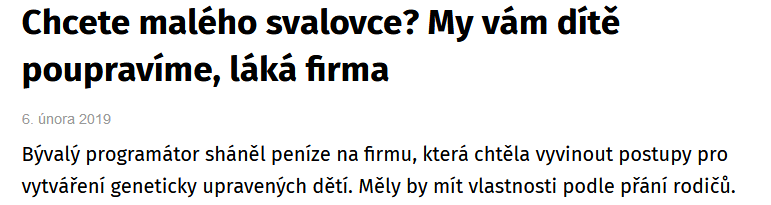 Chcete malého svalovce? My vám dítě
poupravíme, láká firma
6. února 2019
Bývalý programátor sháněl peníze na firmu, která chtěla vyvinout postupy pro
vytváření geneticky upravených dětí. Měly by mít vlastnosti podle přání rodičů.